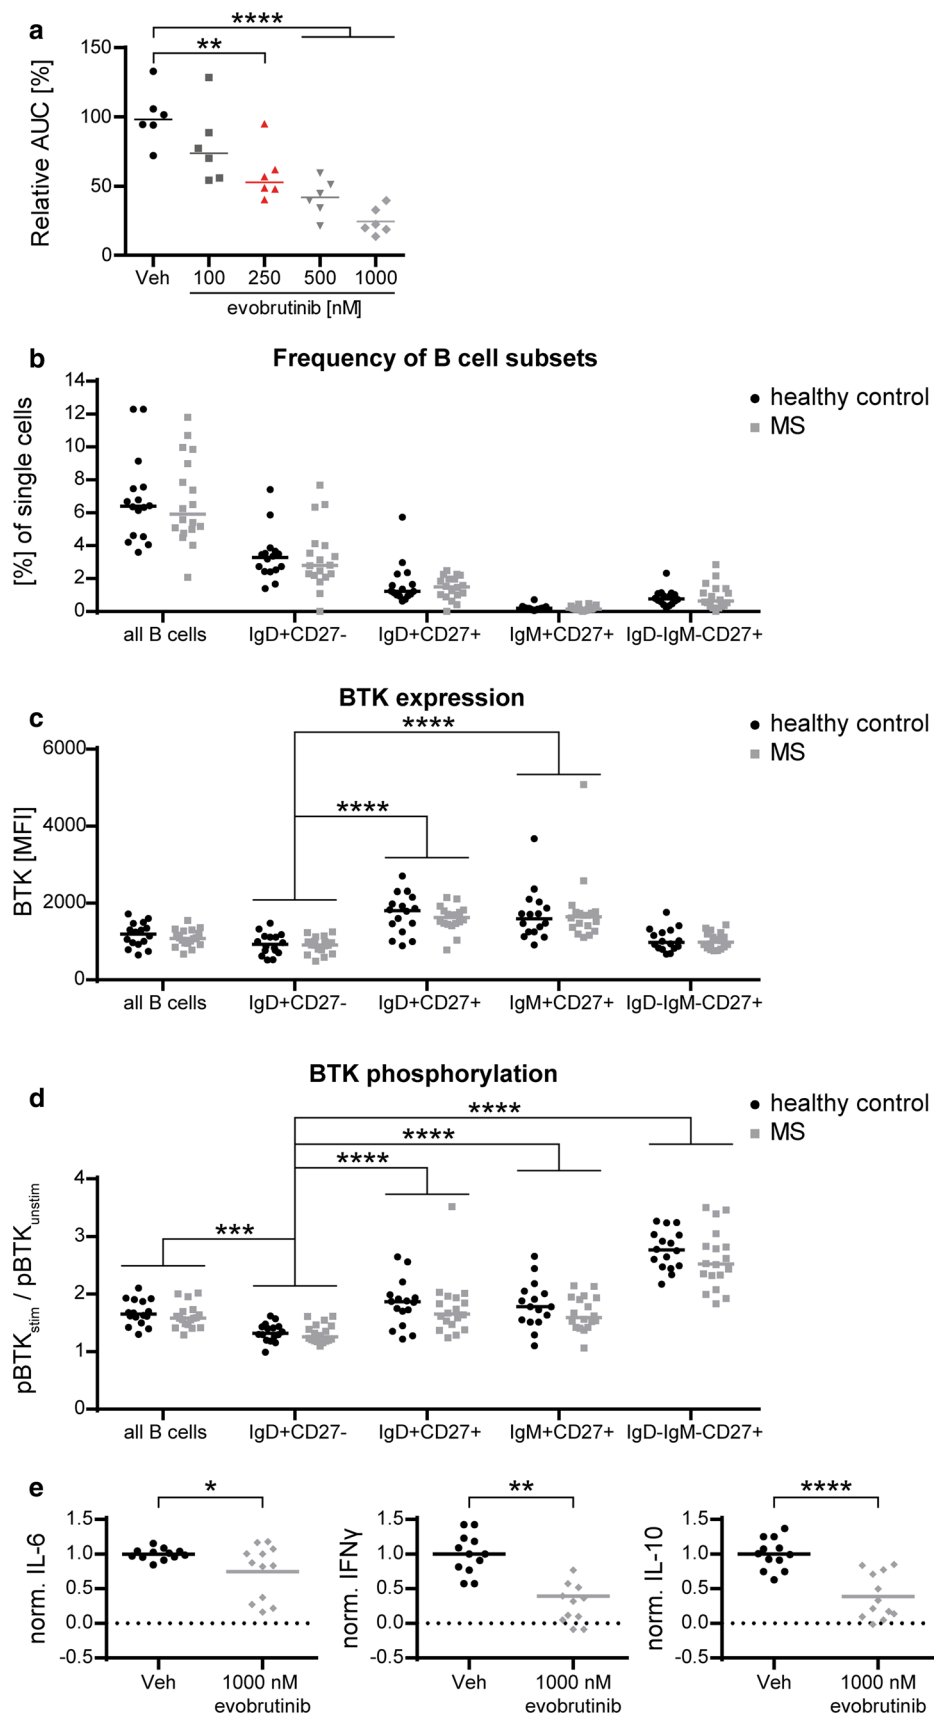 a
****
**
Relative AUC [%]
150
100
50
0
Veh 100 250 500 1000
evobrutinib [nM]
b
Frequency of B cell subsets
[%] of single cells
14
12
10
8
6
4
2
0
healthy control
MS
all B cells IgD+CD27- IgD+CD27+ IgM+CD27+ IgD-IgM-CD27+
BTK expression
c
****
****
BTK [MFI]
6000
4000
2000
0
healthy control
MS
all B cells IgD+CD27- IgD+CD27+ IgM+CD27+ IgD-IgM-CD27+
BTK phosphorylation
d
****
****
****
***
pBTKstim / pBTKunstim
4
3
2
1
0
healthy control
MS
all B cells IgD+CD27- IgD+CD27+ IgM+CD27+ IgD-IgM-CD27+
e
*
norm. IL-6
1.5
1.0
0.5
0.0
-0.5
Veh 1000 nM
evobrutinib
**
norm. IFNγ
1.5
1.0
0.5
0.0
-0.5
Veh 1000 nM
evobrutinib
****
norm. IL-10
1.5
1.0
0.5
0.0
-0.5
Veh 1000 nM
evobrutinib